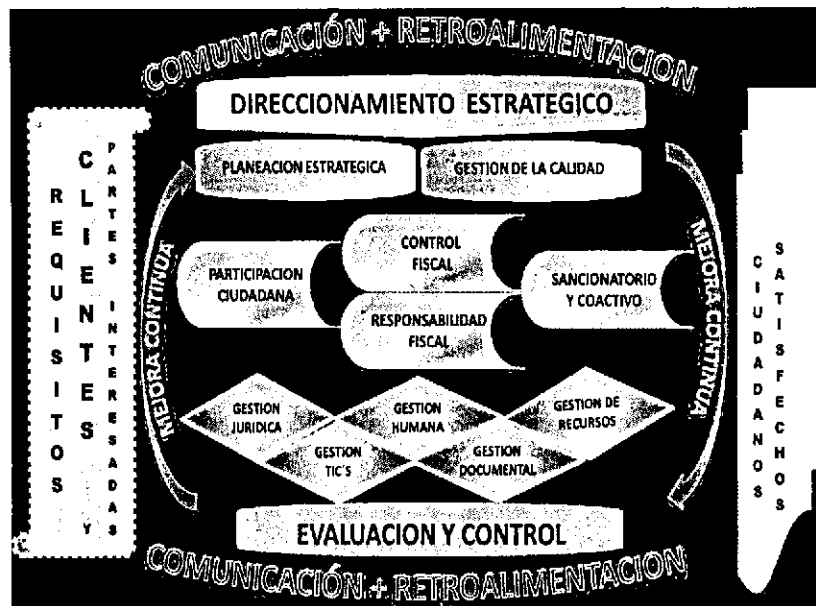 COMUNICACIÓN + RETROALIMENTACION
DIRECCIONAMIENTO ESTRATEGICO
PLANEACION ESTRATEGICA
GESTION DE LA CALIDAD
REQUISITOS
CLIENTES Y
PARTES INTERESADAS
MEJORA CONTINUA
PARTICIPACION
CIUDADANA
CONTROL
FISCAL
RESPONSABILIDAD
FISCAL
SANCIONATORIO
Y COACTIVO
MEJORA CONTINUA
CIUDADANOS
SATISFECHOS
GESTION
JURIDICA
GESTION
HUMANA
GESTION DE
RECURSOS
GESTION
TIC´S
GESTION
DOCUMENTAL
EVALUACION Y CONTROL
COMUNICACIÓN + RETROALIMENTACION